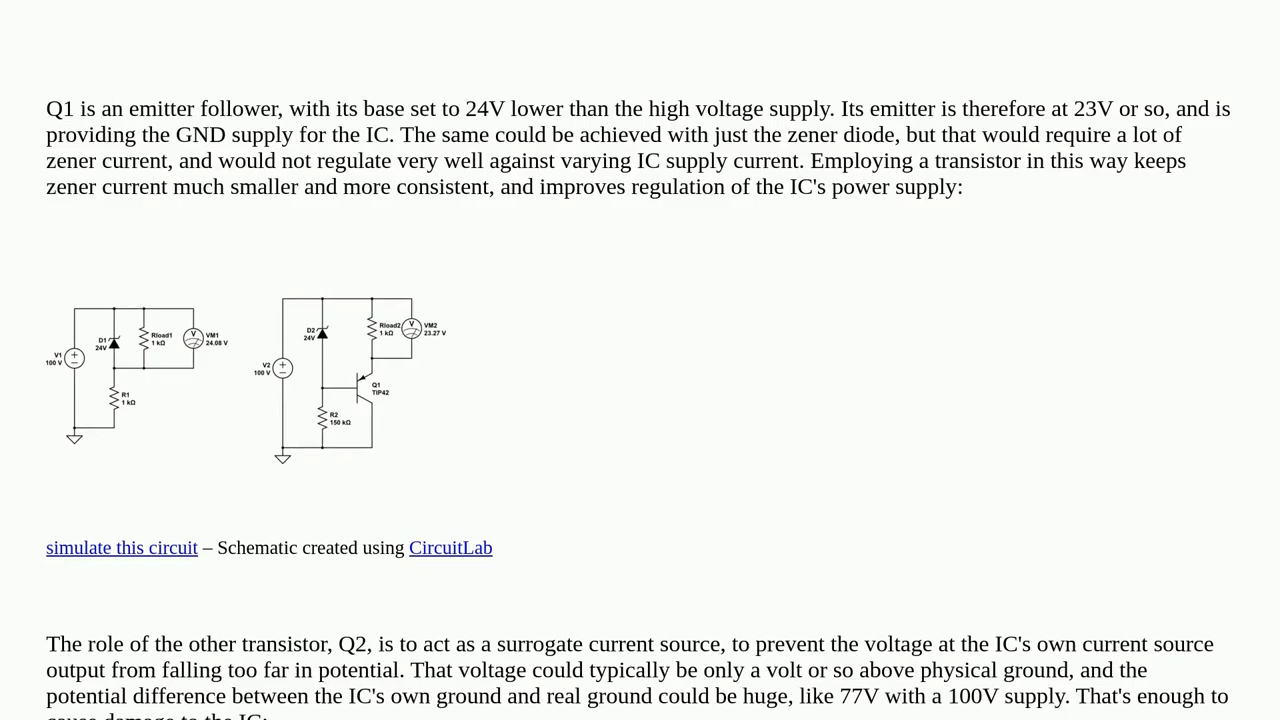 Q1 is an emitter follower, with its base set to 24V lower than the high voltage supply. Its emitter is therefore at 23V or so, and is
providing the GND supply for the IC. The same could be achieved with just the zener diode, but that would require a lot of
zener current, and would not regulate very well against varying IC supply current. Employing a transistor in this way keeps
zener current much smaller and more consistent, and improves regulation of the IC's power supply:
V1
100 V
D1
24V
Rload1
1 kΩ
V
VM1
24.08 V
R1
1 kΩ
V2
100 V
D2
24V
Rload2
1 kΩ
V
VM2
23.27 V
Q1
TIP42
R2
150 kΩ
simulate this circuit – Schematic created using CircuitLab
The role of the other transistor, Q2, is to act as a surrogate current source, to prevent the voltage at the IC's own current source
output from falling too far in potential. That voltage could typically be only a volt or so above physical ground, and the
potential difference between the IC's own ground and real ground could be huge, like 77V with a 100V supply. That's enough to
cause damage to the IC: